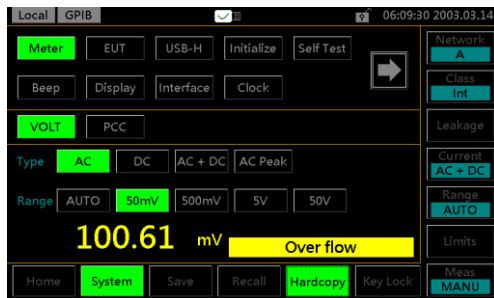 Local GPIB 06:09:30 2003.03.14
Meter EUT USB-H Initialize Self Test
Beep Display Interface Clock
VOLT PCC
Type AC DC AC + DC AC Peak
Range AUTO 50mV 500mV 5V 50V
100.61 mV Over flow
Home System Save Recall Hardcopy Key Lock
Network
A
Class
Int
Leakage
Current
AC + DC
Range
AUTO
Limits
Meas
MANU